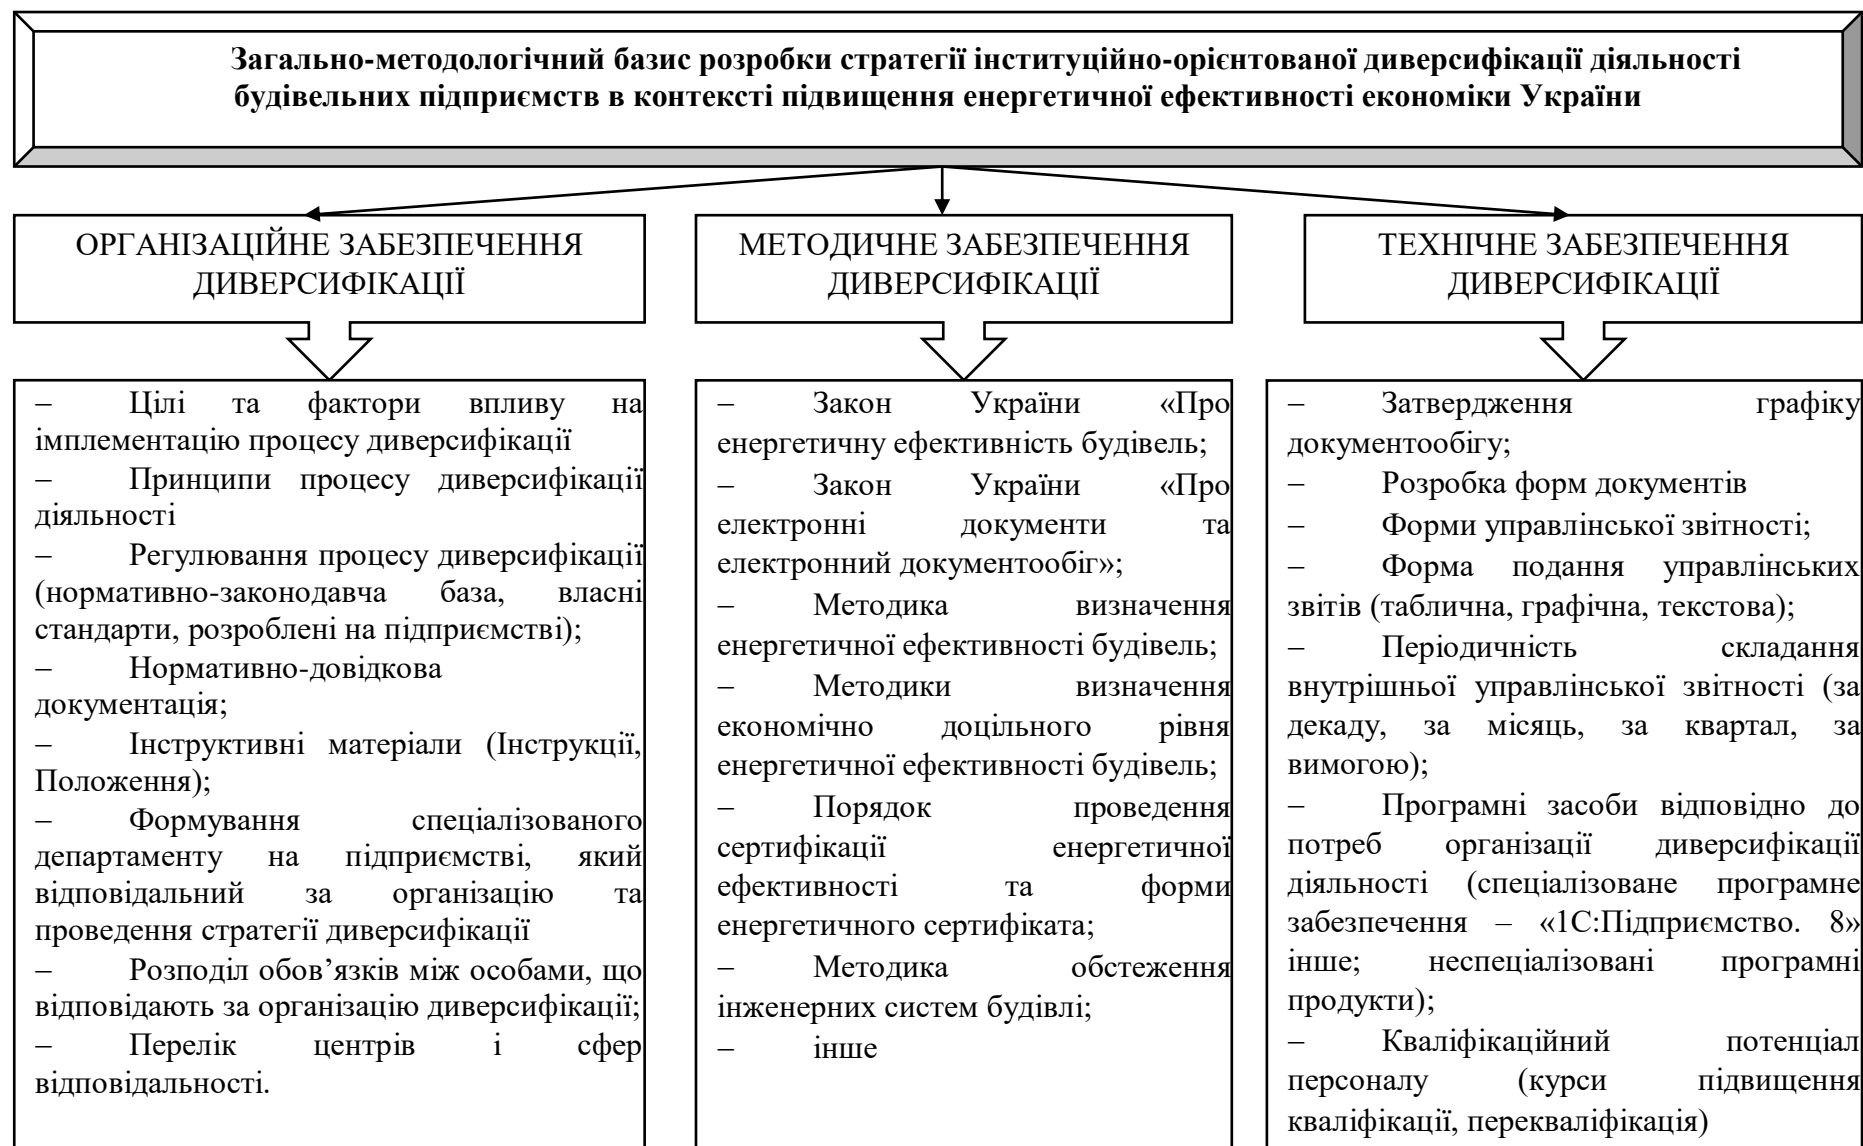 Загально-методологічний базис розробки стратегії інституційно-орієнтованої диверсифікації діяльності
будівельних підприємств в контексті підвищення енергетичної ефективності економіки України
ОРГАНІЗАЦІЙНЕ ЗАБЕЗПЕЧЕННЯ
ДИВЕРСИФІКАЦІЇ
– Цілі та фактори впливу на
імплементацію процесу диверсифікації
– Принципи процесу диверсифікації
діяльності
– Регулювання процесу диверсифікації
(нормативно-законодавча база, власні
стандарти, розроблені на підприємстві);
– Нормативно-довідкова
документація;
– Інструктивні матеріали (Інструкції,
Положення);
– Формування спеціалізованого
департаменту на підприємстві, який
відповідальний за організацію та
проведення стратегії диверсифікації
– Розподіл обов’язків між особами, що
відповідають за організацію диверсифікації;
– Перелік центрів і сфер
відповідальності.
МЕТОДИЧНЕ ЗАБЕЗПЕЧЕННЯ
ДИВЕРСИФІКАЦІЇ
– Закон України «Про
енергетичну ефективність будівель;
– Закон України «Про
електронні документи та
електронний документообіг»;
– Методика визначення
енергетичної ефективності будівель;
– Методики визначення
економічно доцільного рівня
енергетичної ефективності будівель;
– Порядок проведення
сертифікації енергетичної
ефективності та форми
енергетичного сертифіката;
– Методика обстеження
інженерних систем будівлі;
– інше
ТЕХНІЧНЕ ЗАБЕЗПЕЧЕННЯ
ДИВЕРСИФІКАЦІЇ
– Затвердження графіку
документообігу;
– Розробка форм документів
– Форми управлінської звітності;
– Форма подання управлінських
звітів (таблична, графічна, текстова);
– Періодичність складання
внутрішньої управлінської звітності (за
декаду, за місяць, за квартал, за
вимогою);
– Програмні засоби відповідно до
потреб організації диверсифікації
діяльності (спеціалізоване програмне
забезпечення – «1С:Підприємство. 8»
інше; неспеціалізовані програмні
продукти);
– Кваліфікаційний потенціал
персоналу (курси підвищення
кваліфікації, перекваліфікація)